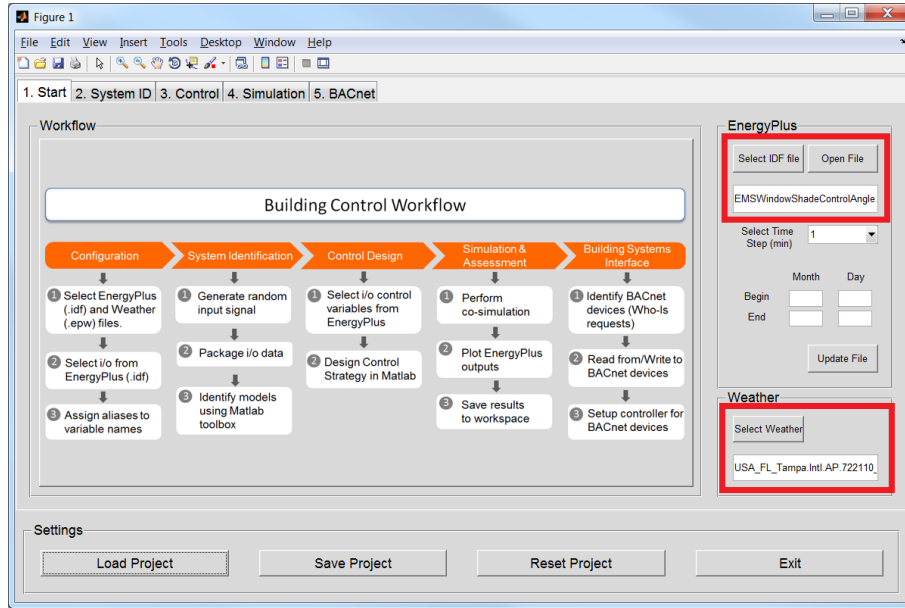 Figure 1
File Edit View Insert Tools Desktop Window Help
1. Start 2. System ID 3. Control 4. Simulation 5. BACnet
Workflow
Building Control Workflow
Configuration
System Identification
Control Design
Simulation &
Assessment
Building Systems
Interface
1 Select EnergyPlus
(.idf) and Weather
(.epw) files.
2 Select i/o from
EnergyPlus (.idf)
3 Assign aliases to
variable names
1 Generate random
input signal
2 Package i/o data
3 Identify models
using Matlab
toolbox
1 Select i/o control
variables from
EnergyPlus
2 Design Control
Strategy in Matlab
1 Perform
co-simulation
2 Plot EnergyPlus
outputs
3 Save results
to workspace
1 Identify BACnet
devices (Who-Is
requests)
2 Read from/Write to
BACnet devices
3 Setup controller for
BACnet devices
EnergyPlus
Select IDF file Open File
EMSWindowShadeControlAngle.
Select Time
Step (min)
1
Month Day
Begin
End
Update File
Weather
Select Weather
USA_FL_Tampa.Intl.AP.722110_
Settings
Load Project Save Project Reset Project Exit